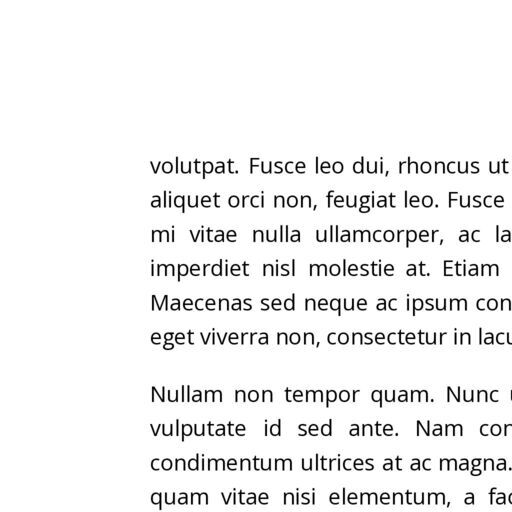 volutpat. Fusce leo dui, rhoncus ut
aliquet orci non, feugiat leo. Fusce
mi vitae nulla ullamcorper, ac la
imperdiet nisl molestie at. Etiam
Maecenas sed neque ac ipsum con
eget viverra non, consectetur in lacu
Nullam non tempor quam. Nunc
vulputate id sed ante. Nam con
condimentum ultrices at ac magna.
quam vitae nisi elementum, a fac